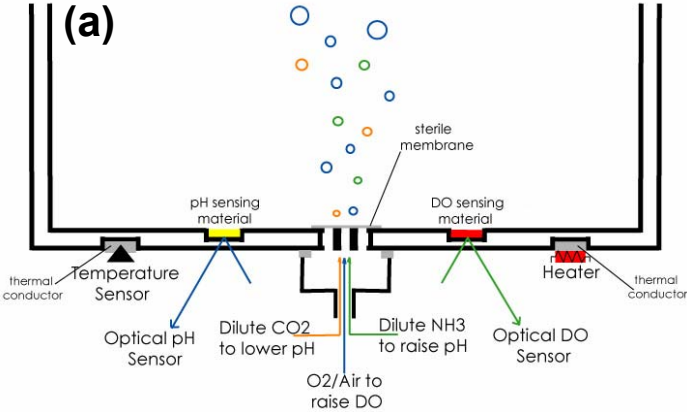 (a)
sterile
membrane
pH sensing
material
DO sensing
material
thermal
conductor
Temperature
Sensor
Heater
thermal
conductor
Optical pH
Sensor
Dilute CO2
to lower pH
Dilute NH3
to raise pH
Optical DO
Sensor
O2/Air to
raise DO